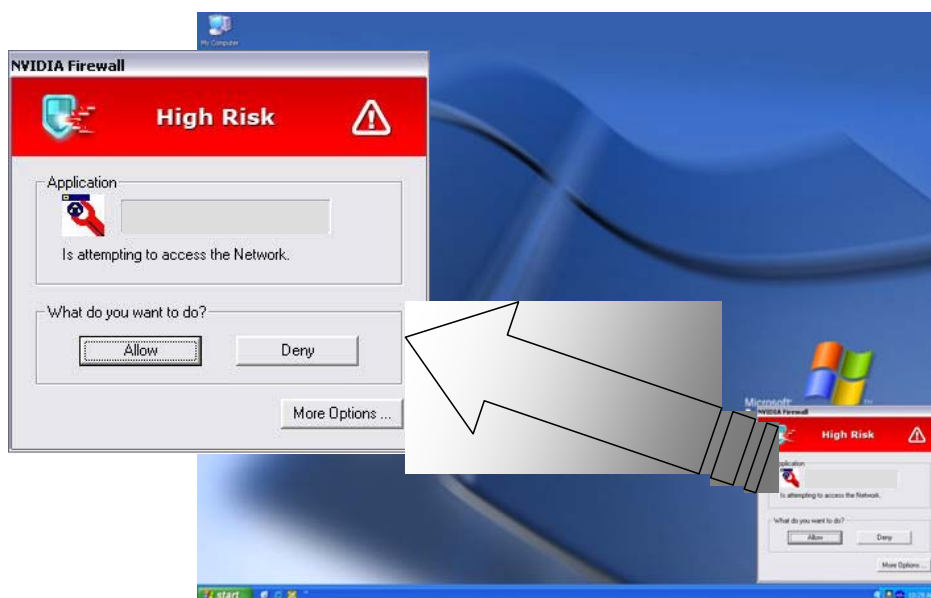 My Computer
NVIDIA Firewall
High Risk
Application
Is attempting to access the Network.
What do you want to do?
Allow
Deny
More Options ...
Microsoft
NVIDIA Firewall
High Risk
Application
Is attempting to access the Network.
What do you want to do?
Allow
Deny
More Options ...
start